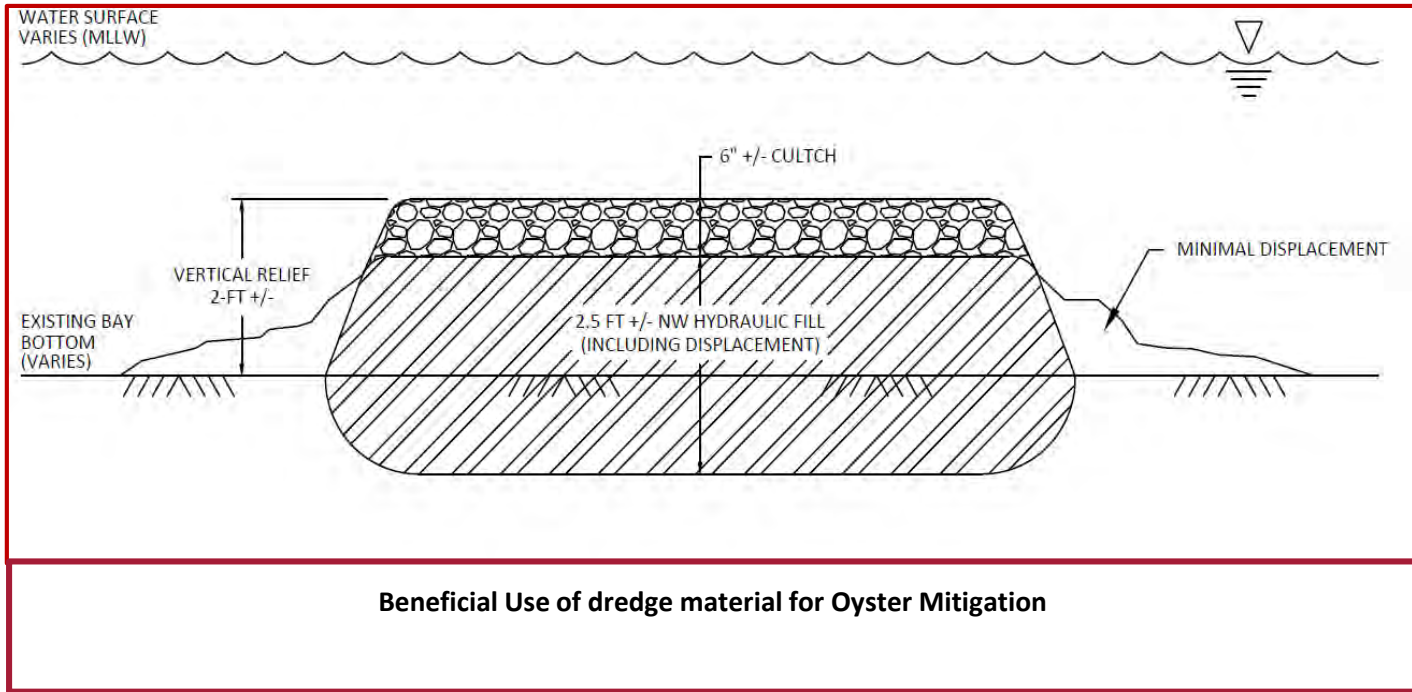 WATER SURFACE
VARIES (MLLW)
6" +/- CULTCH
VERTICAL RELIEF
2-FT +/-
MINIMAL DISPLACEMENT
EXISTING BAY
BOTTOM
(VARIES)
2.5 FT +/- NW HYDRAULIC FILL
(INCLUDING DISPLACEMENT)
Beneficial Use of dredge material for Oyster Mitigation